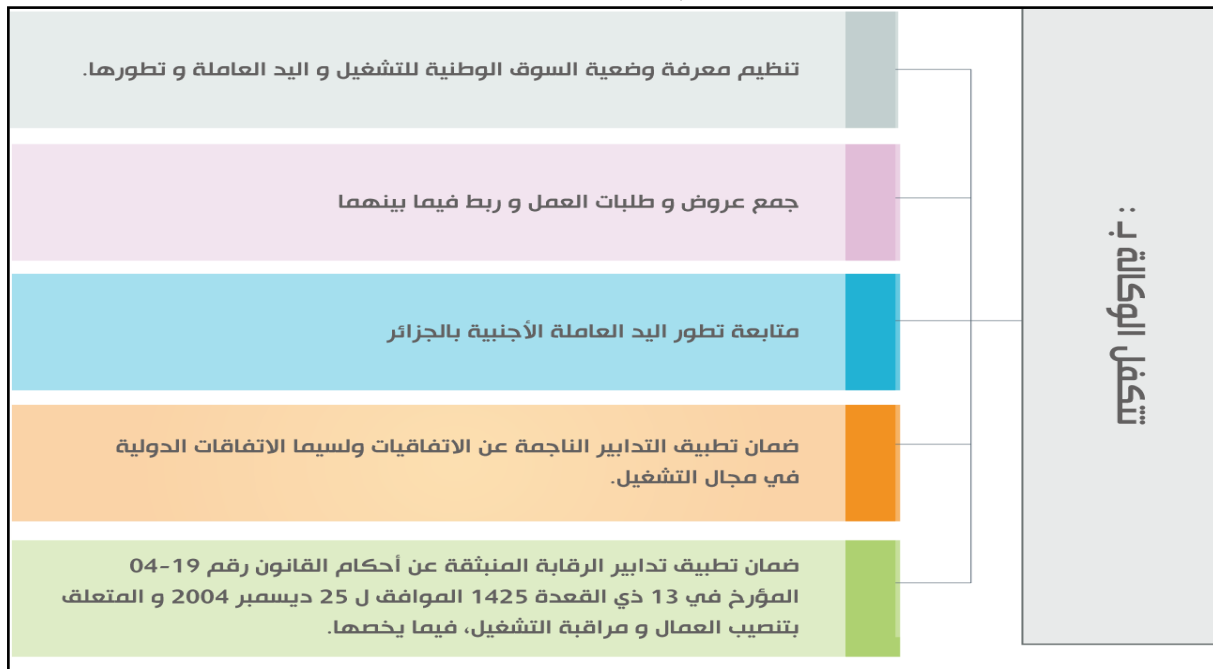 تتكفل الوكالة ب :
تنظيم معرفة وضعية السوق الوطنية للتشغيل و اليد العاملة و تطورها.
جمع عروض و طلبات العمل و ربط فيما بينهما
متابعة تطور اليد العاملة الأجنبية بالجزائر
ضمان تطبيق التدابير الناجمة عن الاتفاقيات ولسيما الاتفاقات الدولية
في مجال التشغيل.
ضمان تطبيق تدابير الرقابة المنبثقة عن أحكام القانون رقم 19-04
المؤرخ في 13 ذي القعدة 1425 الموافق ل 25 ديسمبر 2004 و المتعلق
بتنصيب العمال و مراقبة التشغيل، فيما يخصها.